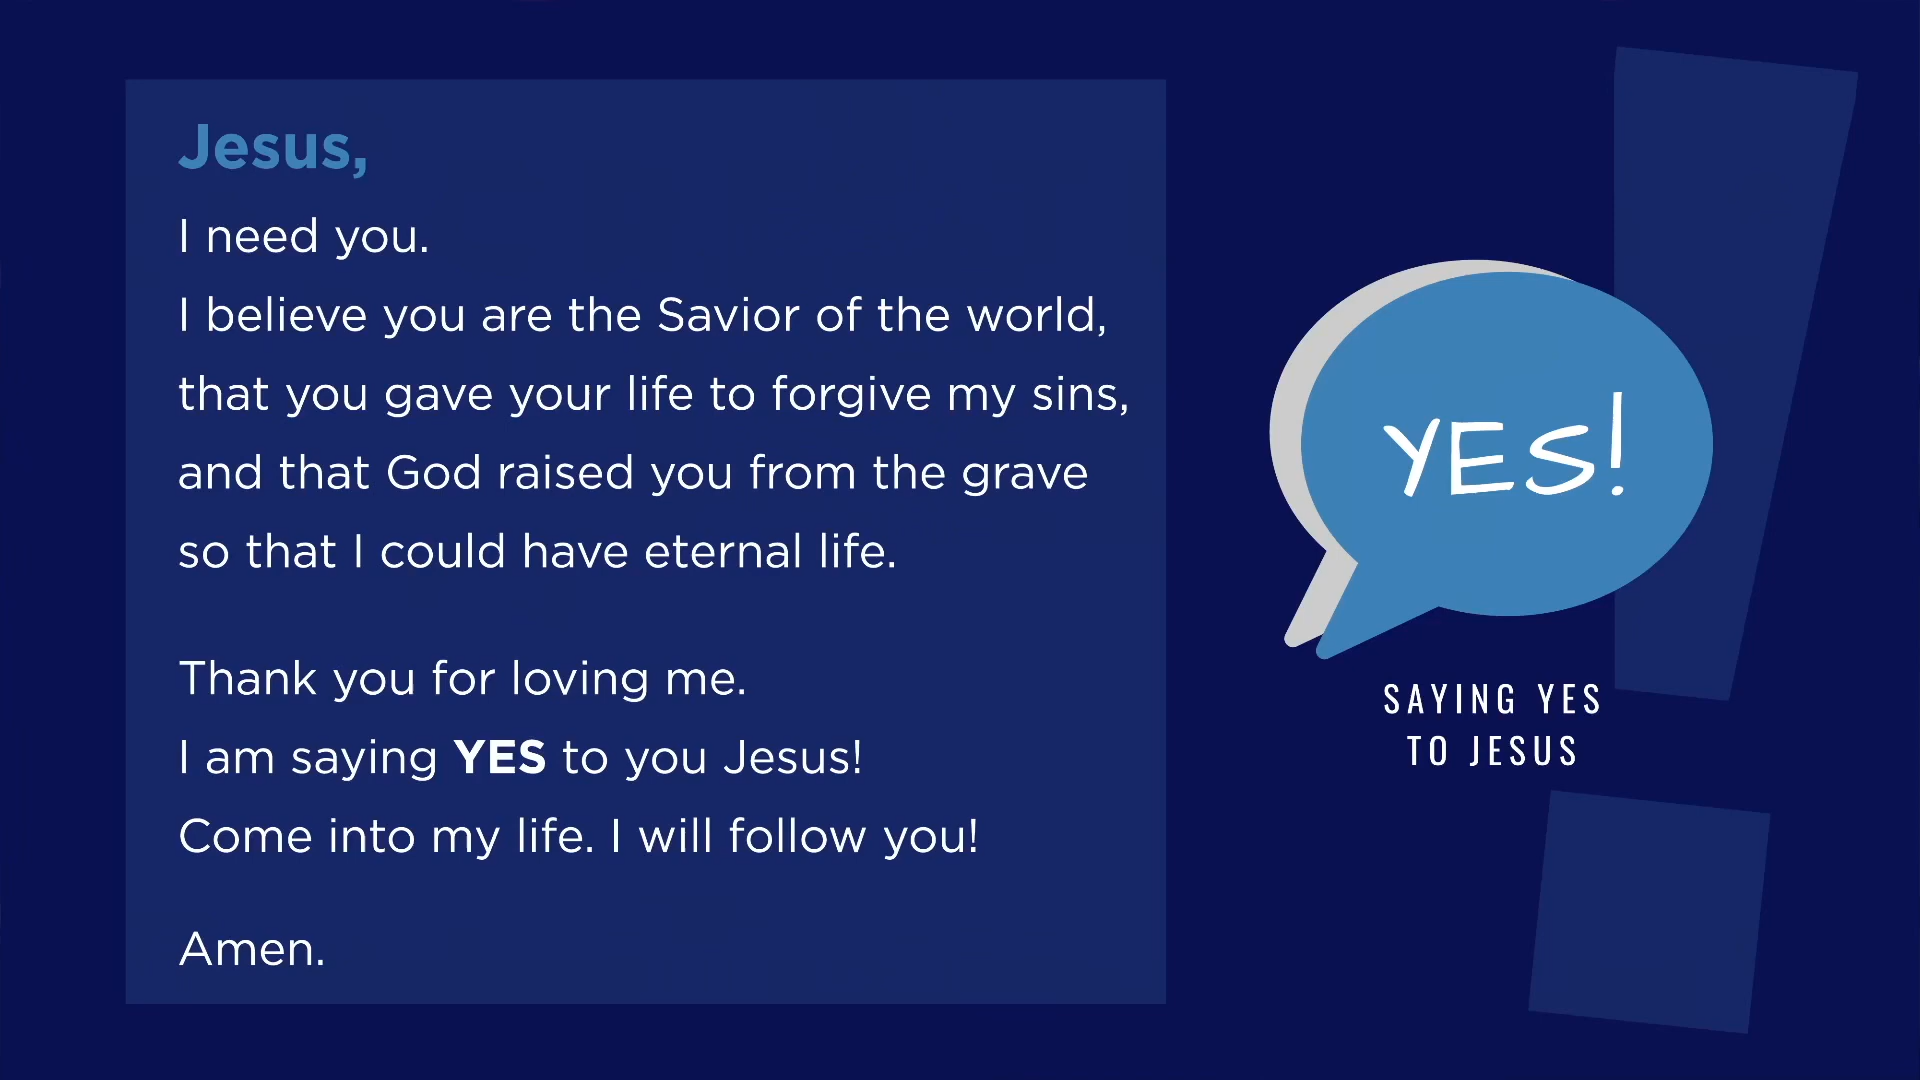 Jesus,
I need you.
I believe you are the Savior of the world,
that you gave your life to forgive my sins,
and that God raised you from the grave
so that I could have eternal life.
Thank you for loving me.
I am saying YES to you Jesus!
Come into my life. I will follow you!
Amen.
YES!
SAYING YES
TO JESUS